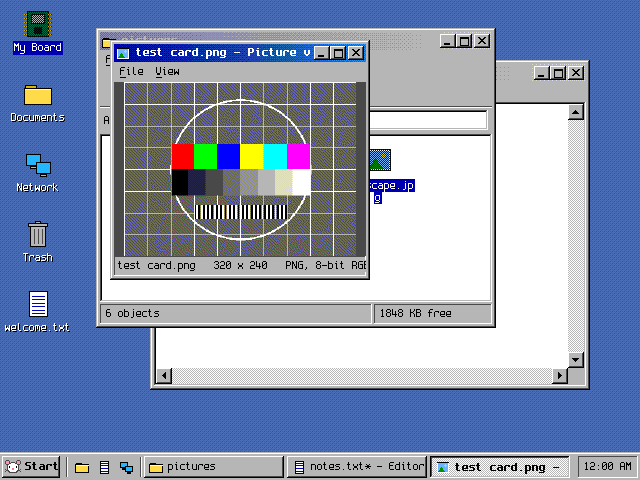 My Board
Documents
Network
Trash
welcome.txt
pictures
test card.png - Picture v
File View
test card.png 320 x 240 PNG, 8-bit RGB
scape.jp
g
6 objects
1848 KB free
Start
pictures
notes.txt* - Editor
test card.png -
12:00 AM